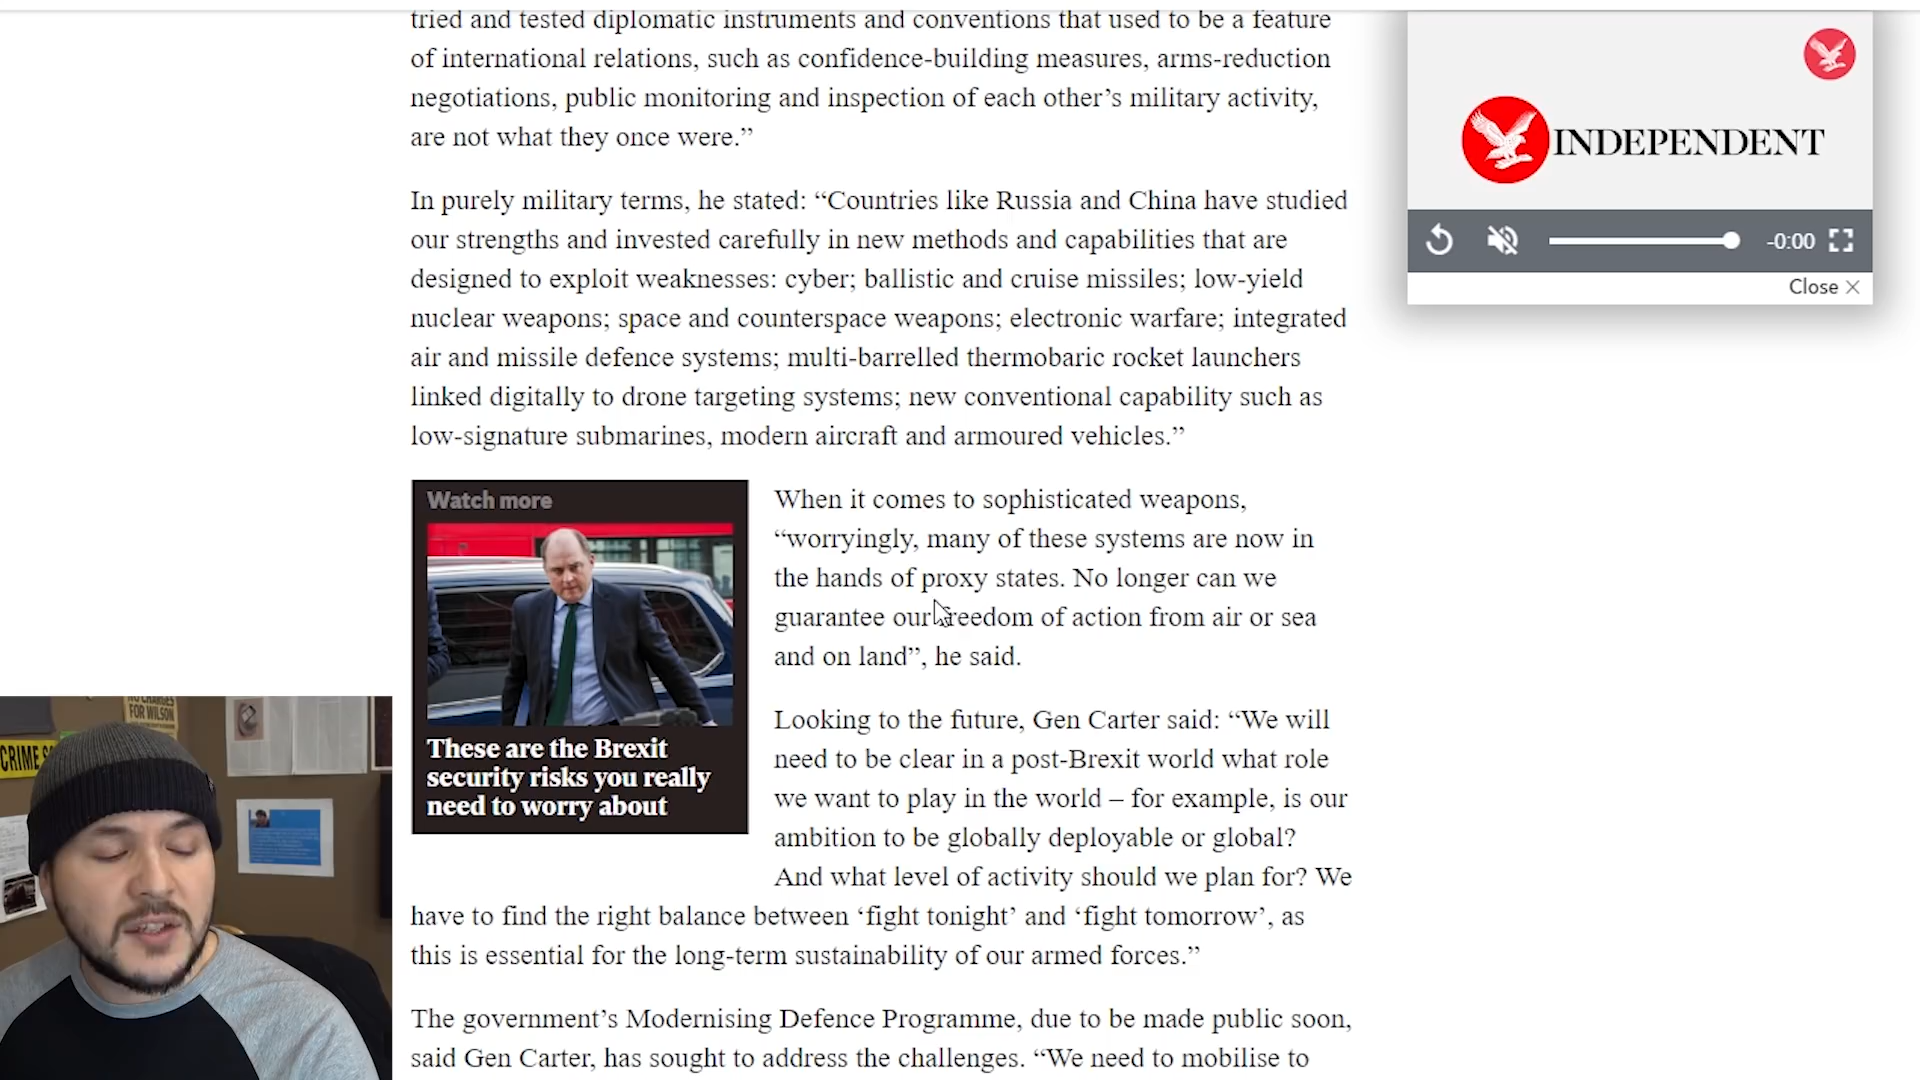 tried and tested diplomatic instruments and conventions that used to be a feature
of international relations, such as confidence-building measures, arms-reduction
negotiations, public monitoring and inspection of each other’s military activity,
are not what they once were.”
In purely military terms, he stated: “Countries like Russia and China have studied
our strengths and invested carefully in new methods and capabilities that are
designed to exploit weaknesses: cyber; ballistic and cruise missiles; low-yield
nuclear weapons; space and counterspace weapons; electronic warfare; integrated
air and missile defence systems; multi-barrelled thermobaric rocket launchers
linked digitally to drone targeting systems; new conventional capability such as
low-signature submarines, modern aircraft and armoured vehicles.”
Watch more
These are the Brexit
security risks you really
need to worry about
When it comes to sophisticated weapons,
“worryingly, many of these systems are now in
the hands of proxy states. No longer can we
guarantee our freedom of action from air or sea
and on land”, he said.
Looking to the future, Gen Carter said: “We will
need to be clear in a post-Brexit world what role
we want to play in the world – for example, is our
ambition to be globally deployable or global?
And what level of activity should we plan for? We
have to find the right balance between ‘fight tonight’ and ‘fight tomorrow’, as
this is essential for the long-term sustainability of our armed forces.”
The government’s Modernising Defence Programme, due to be made public soon,
said Gen Carter, has sought to address the challenges. “We need to mobilise to
INDEPENDENT
-0:00
Close ×
FOR WILSON
CRIME